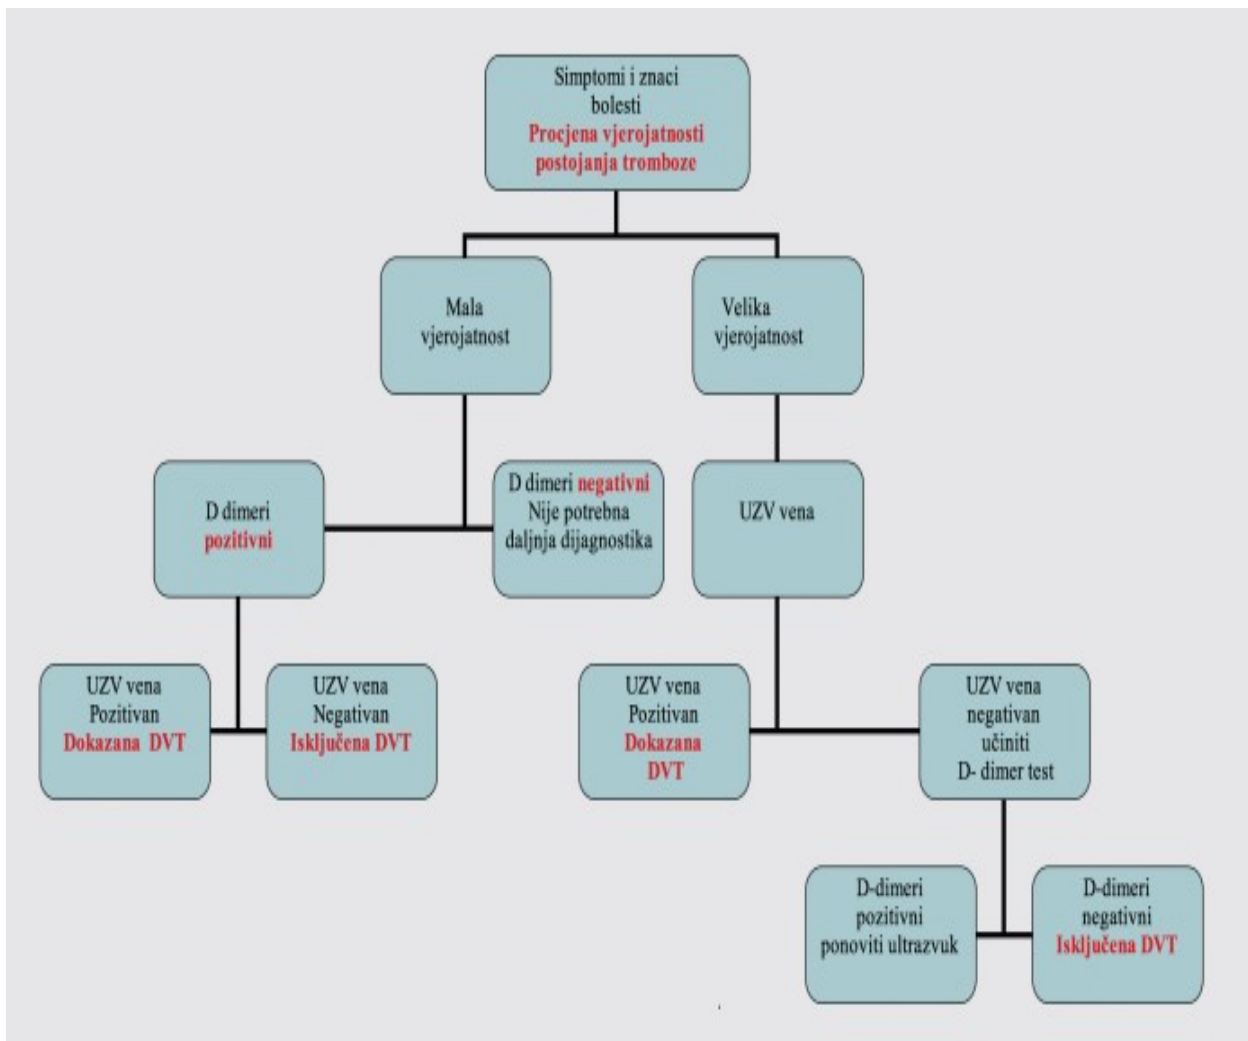 Simptomi i znaci
bolesti
Procjena vjerojatnosti
postojanja tromboze
Mala
vjerojatnost
Velika
vjerojatnost
D dimeri
pozitivni
D dimeri negativni
Nije potrebna
daljnja dijagnostika
UZV vena
UZV vena
Pozitivan
Dokazana DVT
UZV vena
Negativan
Isključena DVT
UZV vena
Pozitivan
Dokazana
DVT
UZV vena
negativan
učiniti
D- dimer test
D-dimeri
pozitivni
ponoviti ultrazvuk
D-dimeri
negativni
Isključena DVT